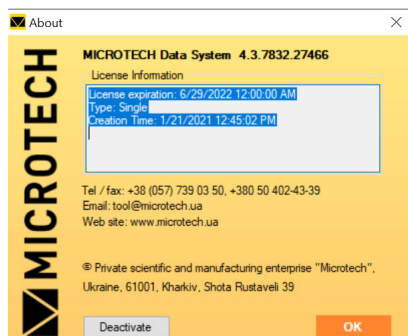 About
MICROTECH
MICROTECH Data System 4.3.7832.27466
License Information
License expiration: 6/29/2022 12:00:00 AM
Type: Single
Creation Time: 1/21/2021 12:45:02 PM
Tel / fax: +38 (057) 739 03 50, +380 50 402-43-39
Email: tool@microtech.ua
Web site: www.microtech.ua
© Private scientific and manufacturing enterprise "Microtech",
Ukraine, 61001, Kharkiv, Shota Rustaveli 39
Deactivate
OK